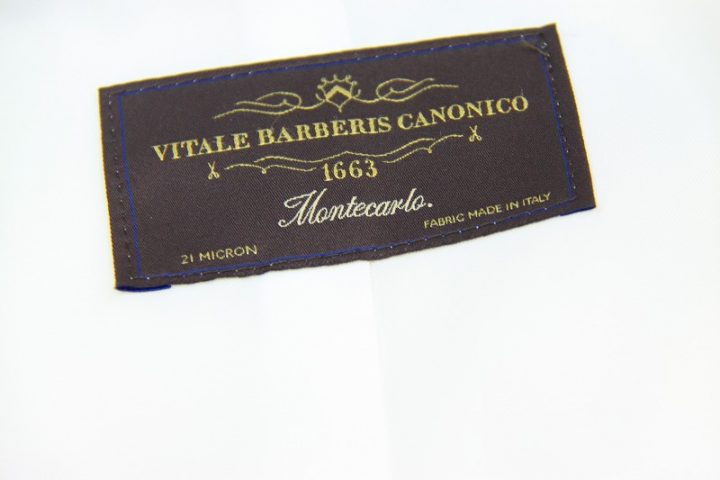 VITALE BARBERIS CANONICO
1663
Montecarlo.
21 MICRON
FABRIC MADE IN ITALY